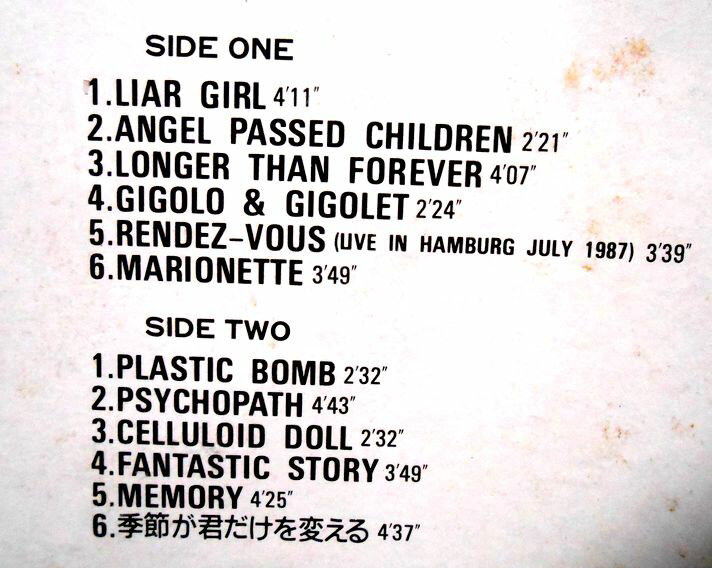 SIDE ONE
1.LIAR GIRL 4'11"
2.ANGEL PASSED CHILDREN 2'21"
3.LONGER THAN FOREVER 4'07"
4.GIGOLO & GIGOLET 2'24"
5.RENDEZ-VOUS (LIVE IN HAMBURG JULY 1987) 3'39"
6.MARIONETTE 3'49"
SIDE TWO
1.PLASTIC BOMB 2'32"
2.PSYCHOPATH 4'43"
3.CELLULOID DOLL 2'32"
4.FANTASTIC STORY 3'49"
5.MEMORY 4'25"
6.季節が君だけを変える 4'37"